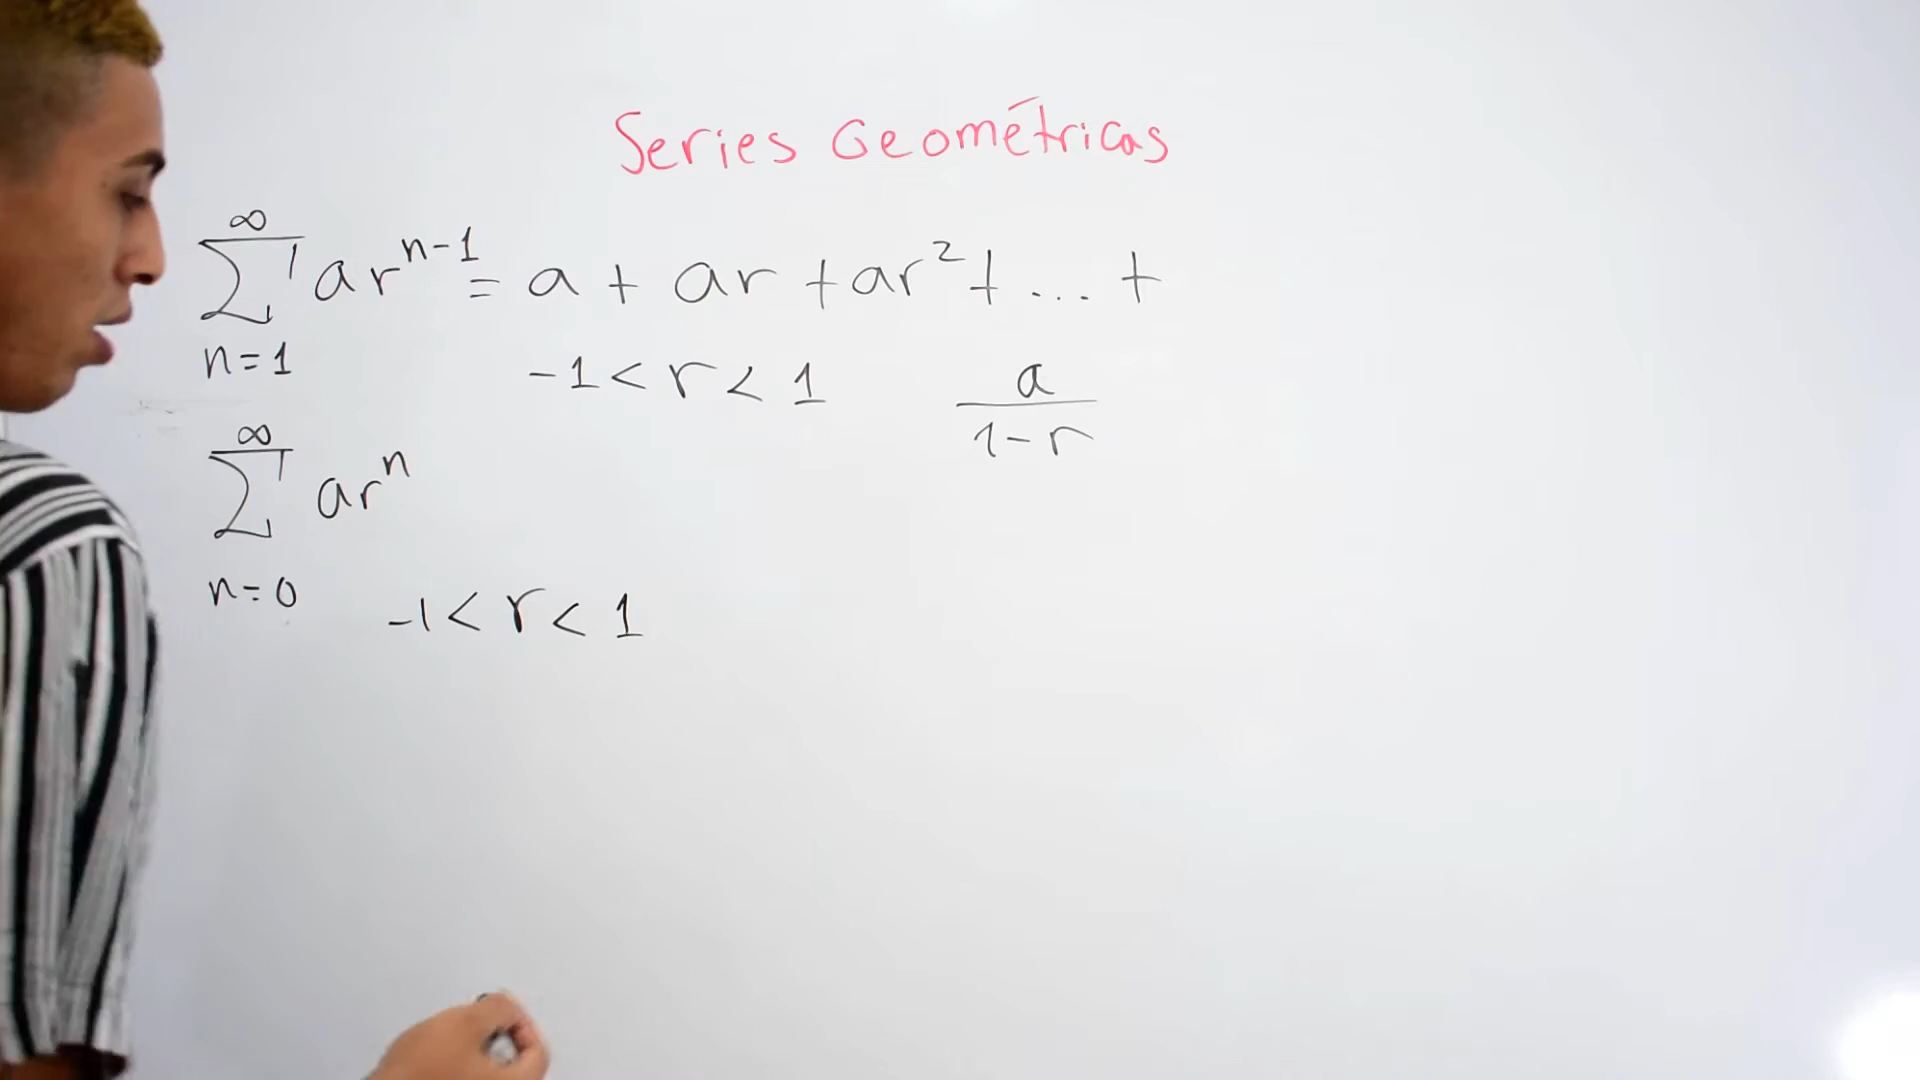 Series Geométricas
∞
∑ ar^{n-1} = a + ar + ar² + ... +
n=1
-1 < r < 1
a
1-r
∞
∑ ar^n
n=0
-1 < r < 1